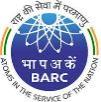 राष्ट्र की सेवा में परमाणु
भा प अ कें
BARC
ATOMS IN THE SERVICE OF THE NATION